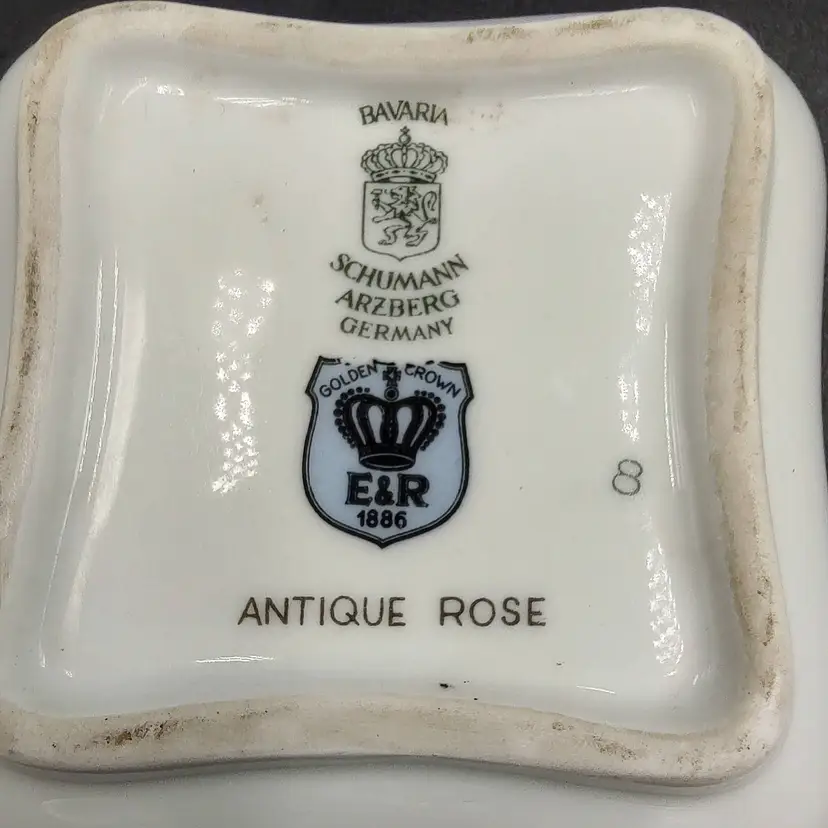 BAVARIA
SCHUMANN
ARZBERG
GERMANY
GOLDEN CROWN
E&R
1886
8
ANTIQUE ROSE